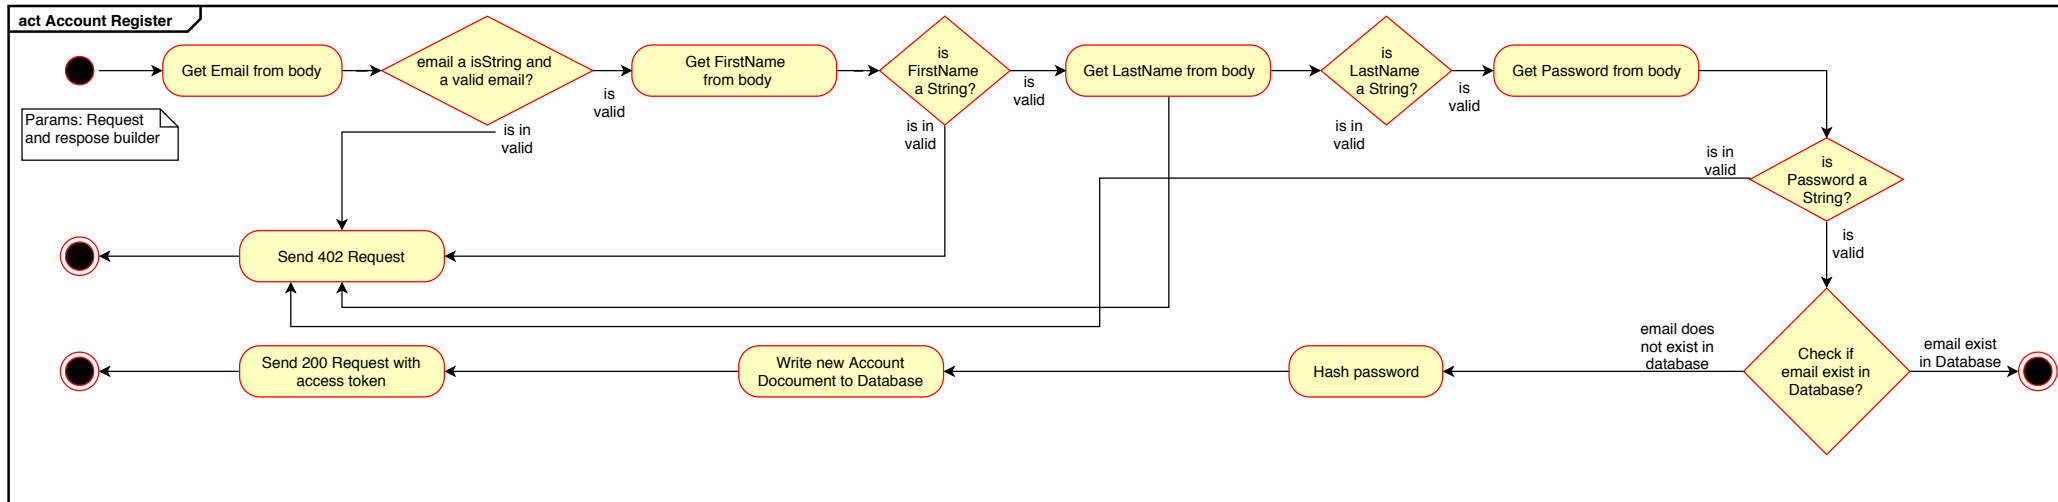 act Account Register
Get Email from body
email a isString and
a valid email?
is
valid
Get FirstName
from body
is
FirstName
a String?
is
valid
Get LastName from body
is
LastName
a String?
is
valid
Get Password from body
Params: Request
and respose builder
is in
valid
is in
valid
is in
valid
is in
valid
is
Password a
String?
is
valid
Send 402 Request
Send 200 Request with
access token
Write new Account
Docoument to Database
Hash password
email does
not exist in
database
Check if
email exist in
Database?
email exist
in Database